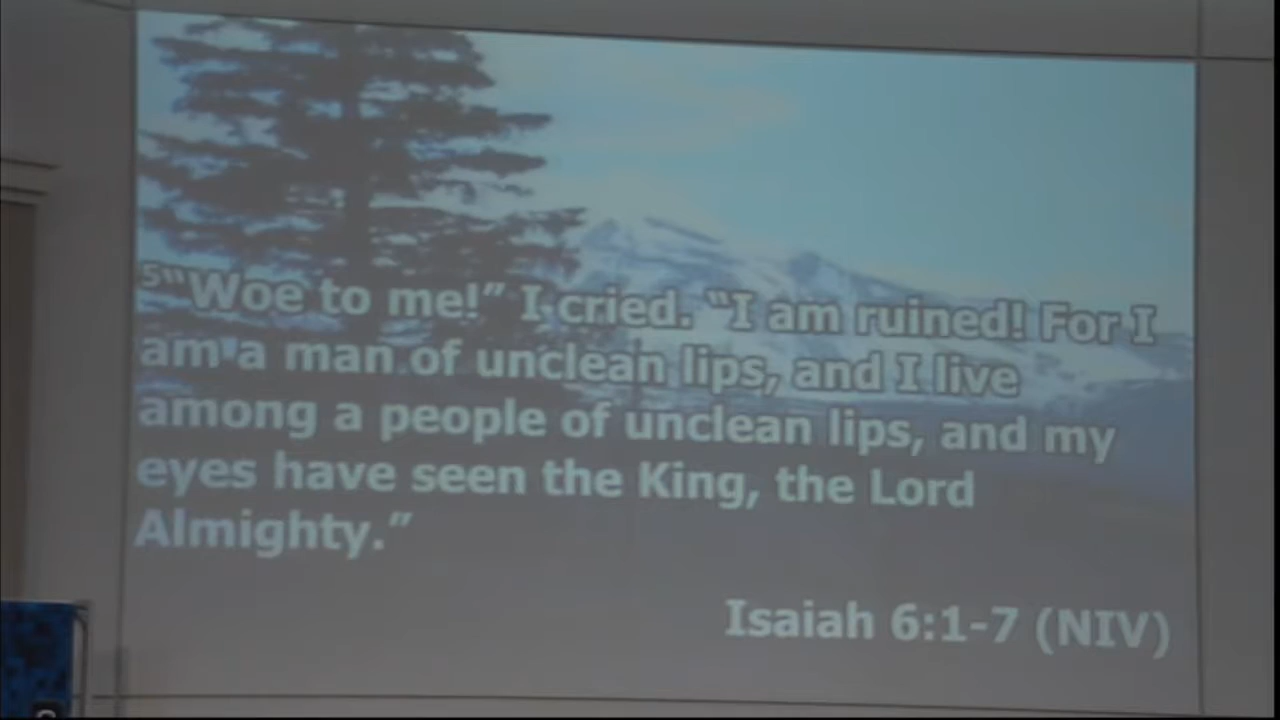 ⁵“Woe to me!” I cried. “I am ruined! For I
am a man of unclean lips, and I live
among a people of unclean lips, and my
eyes have seen the King, the Lord
Almighty.”
Isaiah 6:1-7 (NIV)